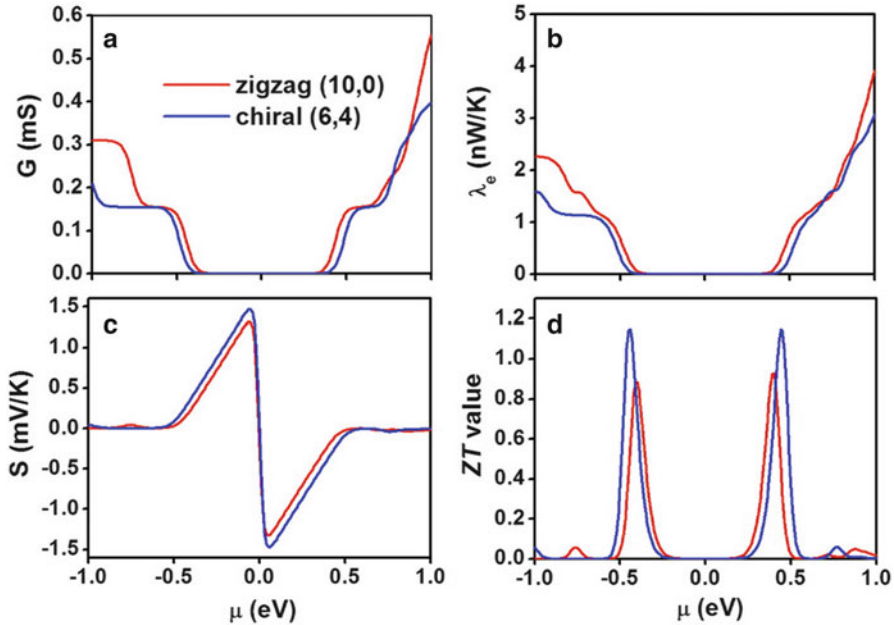 a
0.6
0.5
0.4
0.3
0.2
0.1
0.0
G (mS)
zigzag (10,0)
chiral (6,4)
b
5
4
3
2
1
0
λe (nW/K)
c
1.5
1.0
0.5
0.0
-0.5
-1.0
-1.5
S (mV/K)
-1.0 -0.5 0.0 0.5 1.0
μ (eV)
d
1.2
1.0
0.8
0.6
0.4
0.2
0.0
ZT value
-1.0 -0.5 0.0 0.5 1.0
μ (eV)